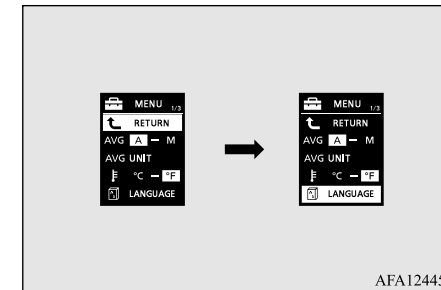 MENU 1/3
RETURN
AVG A – M
AVG UNIT
°C – °F
LANGUAGE
MENU 1/3
RETURN
AVG A – M
AVG UNIT
°C – °F
LANGUAGE
AFA12445